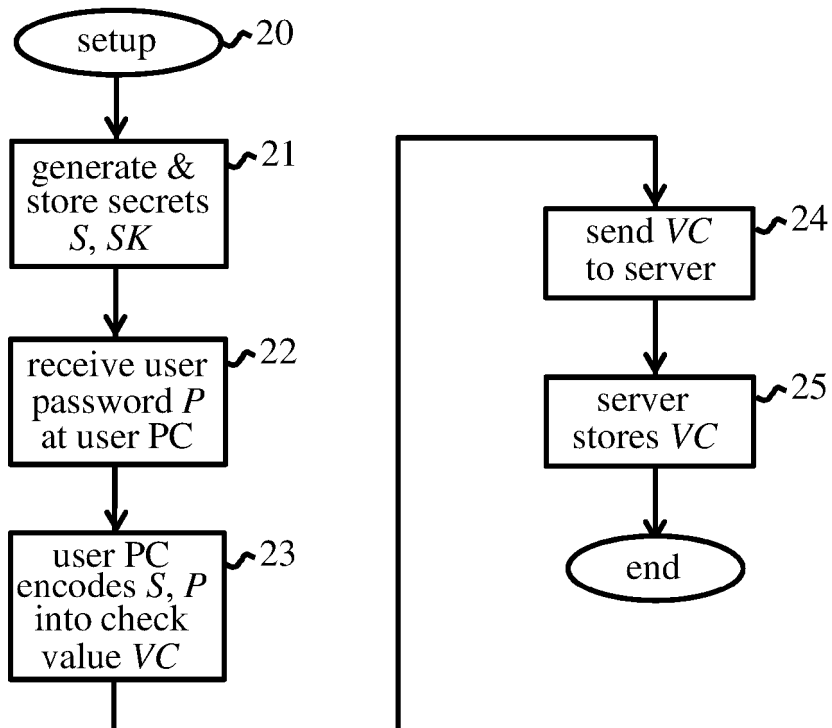 setup
20
generate &
store secrets
S, SK
21
receive user
password P
at user PC
22
user PC
encodes S, P
into check
value VC
23
send VC
to server
24
server
stores VC
25
end